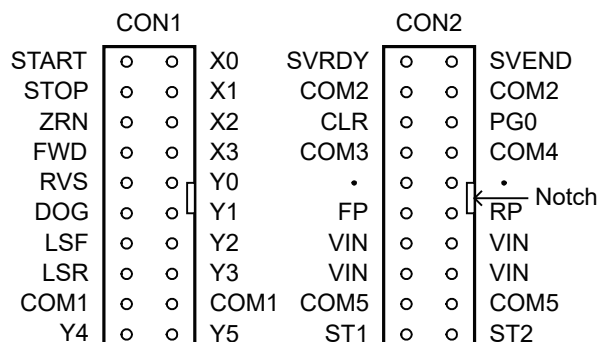 CON1 CON2
START X0 SVRDY SVEND
STOP X1 COM2 COM2
ZRN X2 CLR PG0
FWD X3 COM3 COM4
RVS Y0 • •
Notch
DOG Y1 FP RP
LSF Y2 VIN VIN
LSR Y3 VIN VIN
COM1 COM1 COM5 COM5
Y4 Y5 ST1 ST2